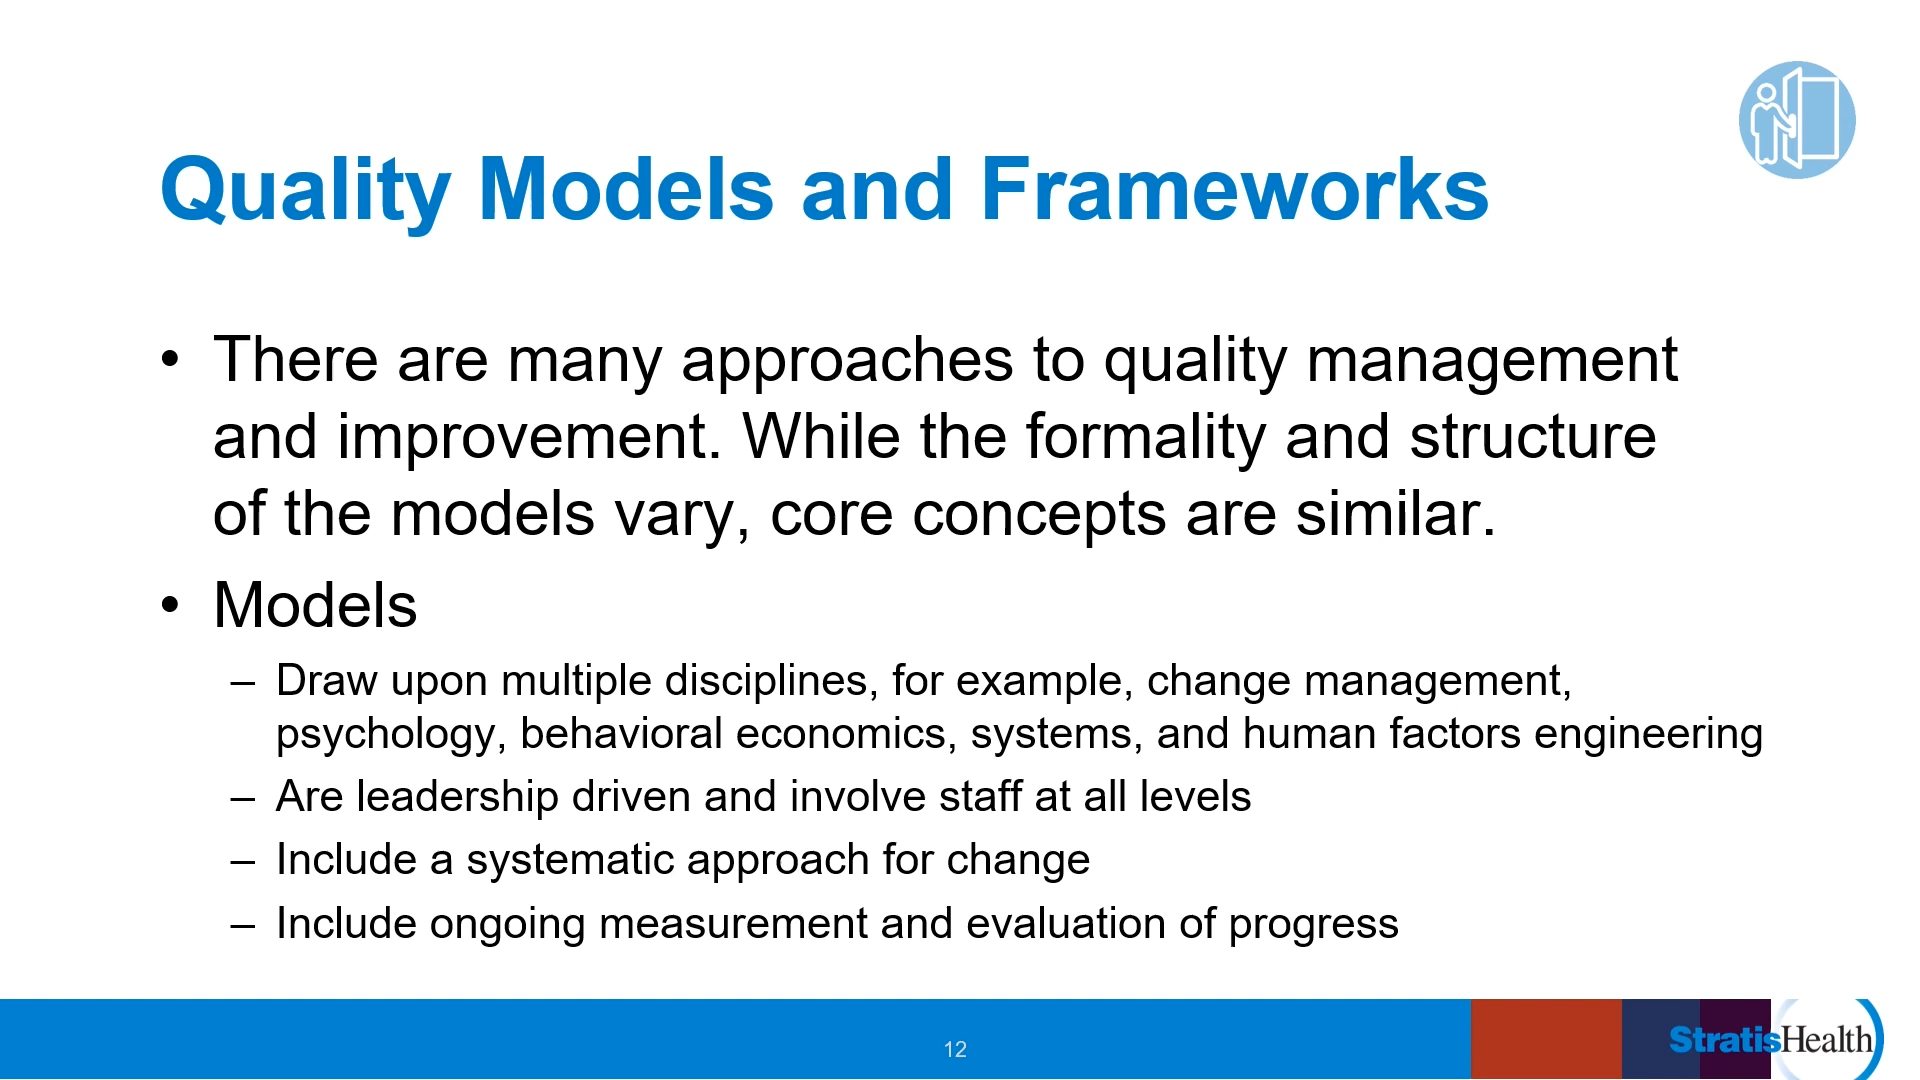 Quality Models and Frameworks
• There are many approaches to quality management
and improvement. While the formality and structure
of the models vary, core concepts are similar.
• Models
– Draw upon multiple disciplines, for example, change management,
psychology, behavioral economics, systems, and human factors engineering
– Are leadership driven and involve staff at all levels
– Include a systematic approach for change
– Include ongoing measurement and evaluation of progress
12
StratisHealth